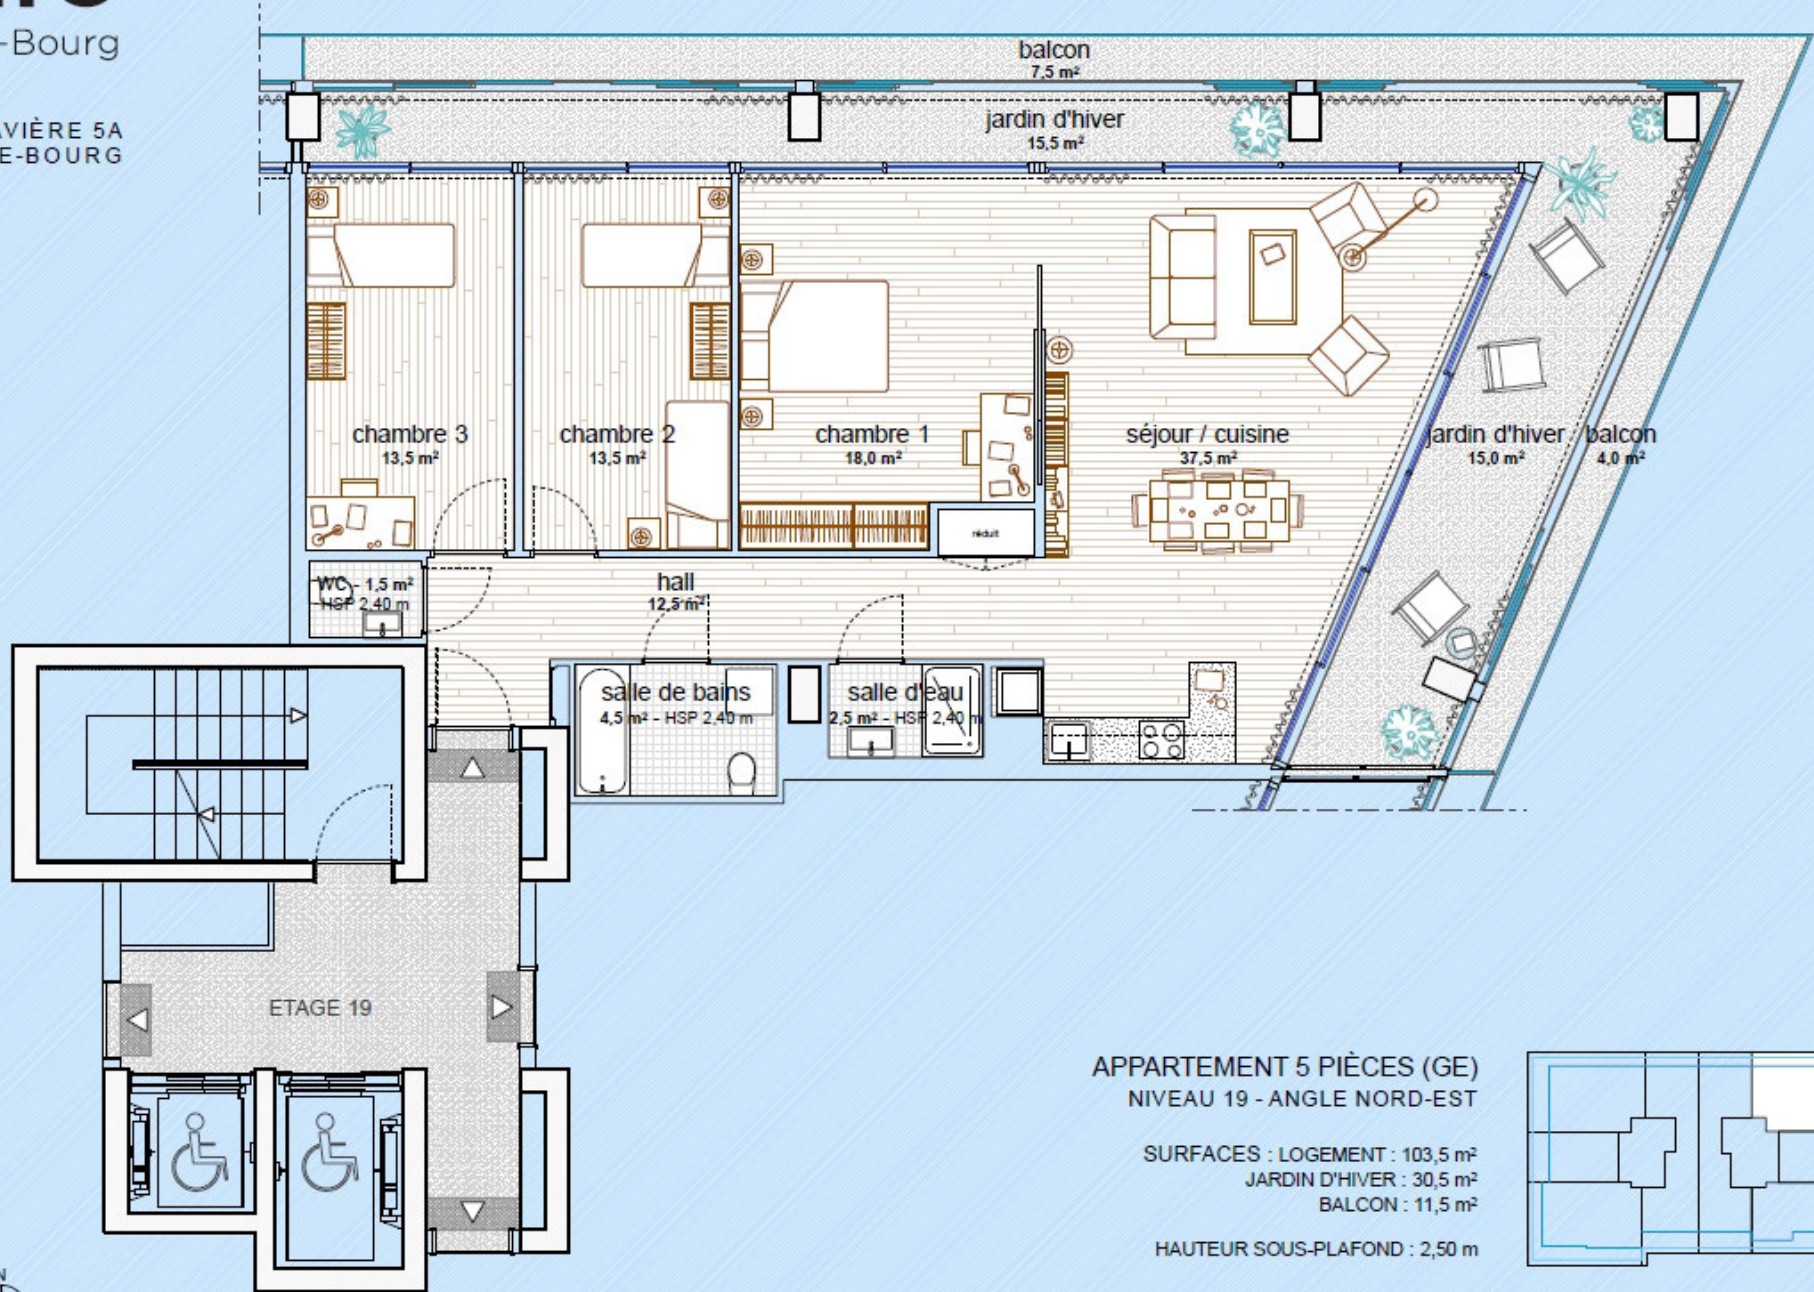 -Bourg
AVIÈRE 5A
E-BOURG
balcon
7,5 m²
jardin d'hiver
15,5 m²
chambre 3
13,5 m²
chambre 2
13,5 m²
chambre 1
18,0 m²
séjour / cuisine
37,5 m²
jardin d'hiver
15,0 m²
balcon
4,0 m²
réduit
WC - 1,5 m²
HSP 2,40 m
hall
12,5 m²
salle de bains
4,5 m² - HSP 2,40 m
salle d'eau
2,5 m² - HSP 2,40 m
ETAGE 19
APPARTEMENT 5 PIÈCES (GE)
NIVEAU 19 - ANGLE NORD-EST
SURFACES : LOGEMENT : 103,5 m²
JARDIN D'HIVER : 30,5 m²
BALCON : 11,5 m²
HAUTEUR SOUS-PLAFOND : 2,50 m
N